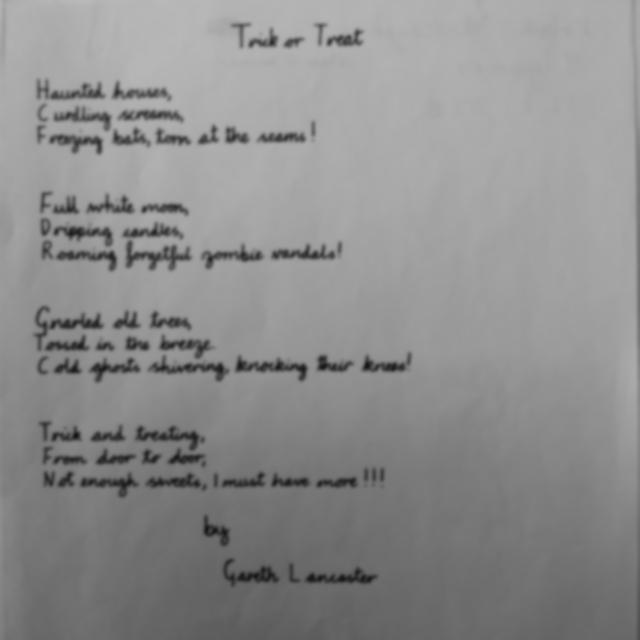 Trick or Treat
Haunted houses,
Curdling screams,
Freezing bats, torn at the seams!
Full white moon,
Dripping candles,
Roaming forgetful zombie vandals!
Gnarled old trees,
Tossed in the breeze.
Cold ghosts shivering, knocking their knees!
Trick and treating,
From door to door,
Not enough sweets, I must have more!!!
by
Gareth Lancaster